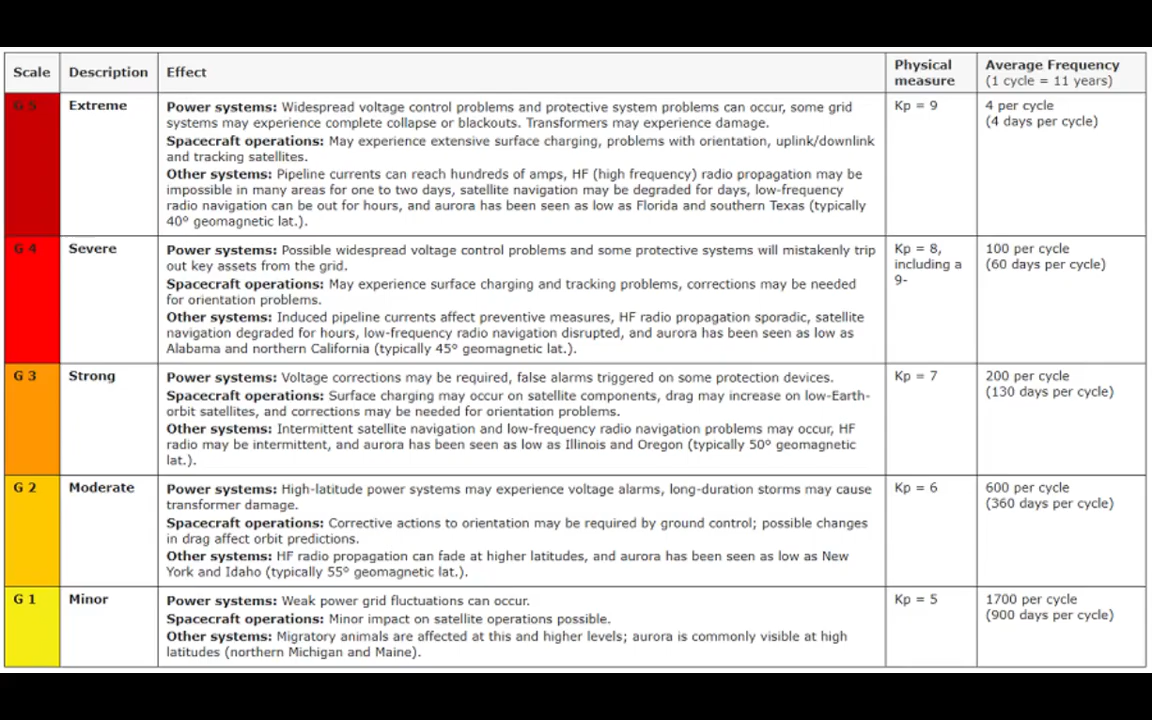 Scale Description Effect Physical measure Average Frequency (1 cycle = 11 years)
G 5 Extreme
Power systems: Widespread voltage control problems and protective system problems can occur, some grid
systems may experience complete collapse or blackouts. Transformers may experience damage.
Spacecraft operations: May experience extensive surface charging, problems with orientation, uplink/downlink
and tracking satellites.
Other systems: Pipeline currents can reach hundreds of amps, HF (high frequency) radio propagation may be
impossible in many areas for one to two days, satellite navigation may be degraded for days, low-frequency
radio navigation can be out for hours, and aurora has been seen as low as Florida and southern Texas (typically
40° geomagnetic lat.).
Kp = 9
4 per cycle
(4 days per cycle)
G 4 Severe
Power systems: Possible widespread voltage control problems and some protective systems will mistakenly trip
out key assets from the grid.
Spacecraft operations: May experience surface charging and tracking problems, corrections may be needed
for orientation problems.
Other systems: Induced pipeline currents affect preventive measures, HF radio propagation sporadic, satellite
navigation degraded for hours, low-frequency radio navigation disrupted, and aurora has been seen as low as
Alabama and northern California (typically 45° geomagnetic lat.).
Kp = 8,
including a
9-
100 per cycle
(60 days per cycle)
G 3 Strong
Power systems: Voltage corrections may be required, false alarms triggered on some protection devices.
Spacecraft operations: Surface charging may occur on satellite components, drag may increase on low-Earth-
orbit satellites, and corrections may be needed for orientation problems.
Other systems: Intermittent satellite navigation and low-frequency radio navigation problems may occur, HF
radio may be intermittent, and aurora has been seen as low as Illinois and Oregon (typically 50° geomagnetic
lat.).
Kp = 7
200 per cycle
(130 days per cycle)
G 2 Moderate
Power systems: High-latitude power systems may experience voltage alarms, long-duration storms may cause
transformer damage.
Spacecraft operations: Corrective actions to orientation may be required by ground control; possible changes
in drag affect orbit predictions.
Other systems: HF radio propagation can fade at higher latitudes, and aurora has been seen as low as New
York and Idaho (typically 55° geomagnetic lat.).
Kp = 6
600 per cycle
(360 days per cycle)
G 1 Minor
Power systems: Weak power grid fluctuations can occur.
Spacecraft operations: Minor impact on satellite operations possible.
Other systems: Migratory animals are affected at this and higher levels; aurora is commonly visible at high
latitudes (northern Michigan and Maine).
Kp = 5
1700 per cycle
(900 days per cycle)